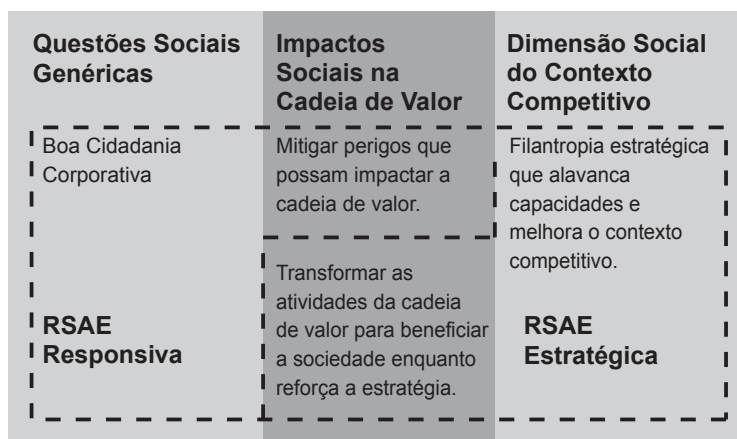 Questões Sociais
Genéricas
Impactos
Sociais na
Cadeia de Valor
Dimensão Social
do Contexto
Competitivo
Boa Cidadania
Corporativa
RSAE
Responsiva
Mitigar perigos que
possam impactar a
cadeia de valor.
Transformar as
atividades da cadeia
de valor para beneficiar
a sociedade enquanto
reforça a estratégia.
Filantropia estratégica
que alavanca
capacidades e
melhora o contexto
competitivo.
RSAE
Estratégica